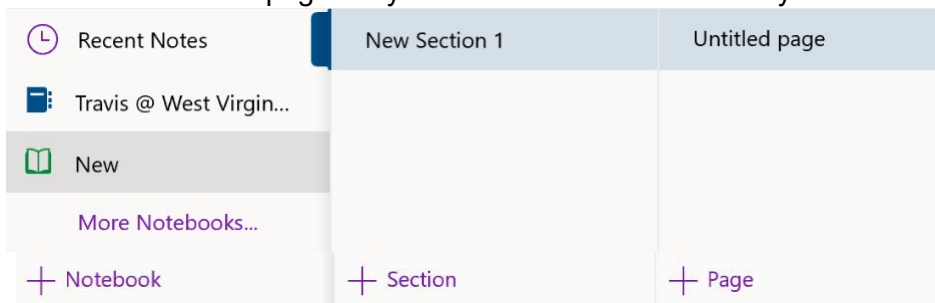 Recent Notes
New Section 1
Untitled page
Travis @ West Virgin...
New
More Notebooks...
Notebook
Section
Page